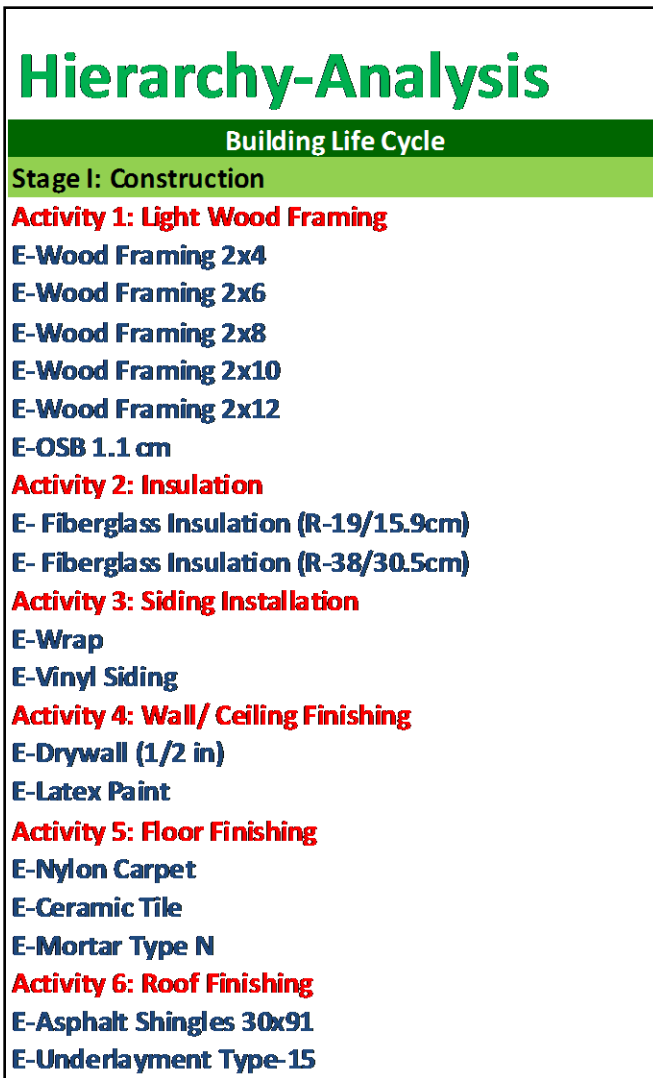 Hierarchy-Analysis
Building Life Cycle
Stage I: Construction
Activity 1: Light Wood Framing
E-Wood Framing 2x4
E-Wood Framing 2x6
E-Wood Framing 2x8
E-Wood Framing 2x10
E-Wood Framing 2x12
E-OSB 1.1 cm
Activity 2: Insulation
E- Fiberglass Insulation (R-19/15.9cm)
E- Fiberglass Insulation (R-38/30.5cm)
Activity 3: Siding Installation
E-Wrap
E-Vinyl Siding
Activity 4: Wall/ Ceiling Finishing
E-Drywall (1/2 in)
E-Latex Paint
Activity 5: Floor Finishing
E-Nylon Carpet
E-Ceramic Tile
E-Mortar Type N
Activity 6: Roof Finishing
E-Asphalt Shingles 30x91
E-Underlayment Type-15